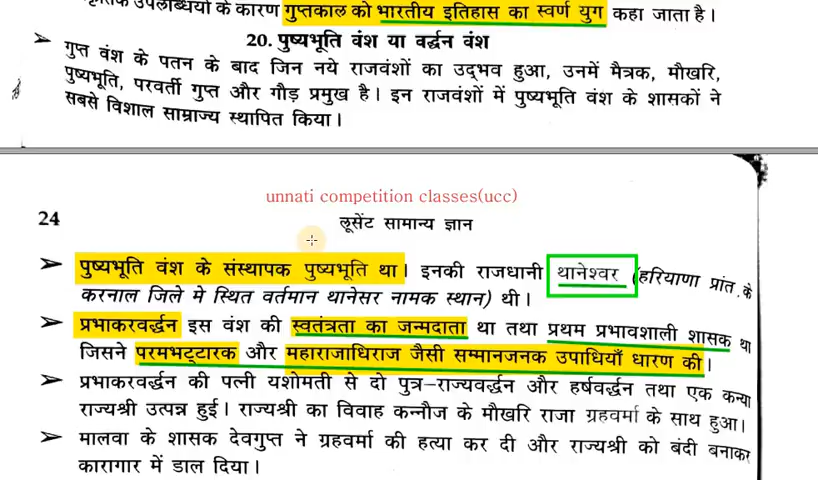 उपलब्धियों के कारण गुप्तकाल को भारतीय इतिहास का स्वर्ण युग कहा जाता है।
20. पुष्यभूति वंश या वर्द्धन वंश
➢ गुप्त वंश के पतन के बाद जिन नये राजवंशों का उद्भव हुआ, उनमें मैत्रक, मौखरि,
पुष्यभूति, परवर्ती गुप्त और गौड़ प्रमुख है। इन राजवंशों में पुष्यभूति वंश के शासकों ने
सबसे विशाल साम्राज्य स्थापित किया।
unnati competition classes(ucc)
24 लूसेंट सामान्य ज्ञान
➢ पुष्यभूति वंश के संस्थापक पुष्यभूति था। इनकी राजधानी थानेश्वर (हरियाणा प्रांत के
करनाल जिले मे स्थित वर्तमान थानेसर नामक स्थान) थी।
➢ प्रभाकरवर्द्धन इस वंश की स्वतंत्रता का जन्मदाता था तथा प्रथम प्रभावशाली शासक था
जिसने परमभट्टारक और महाराजाधिराज जैसी सम्मानजनक उपाधियाँ धारण की।
➢ प्रभाकरवर्द्धन की पत्नी यशोमती से दो पुत्र–राज्यवर्द्धन और हर्षवर्द्धन तथा एक कन्या
राज्यश्री उत्पन्न हुई। राज्यश्री का विवाह कन्नौज के मौखरि राजा ग्रहवर्मा के साथ हुआ।
➢ मालवा के शासक देवगुप्त ने ग्रहवर्मा की हत्या कर दी और राज्यश्री को बंदी बनाकर
कारागार में डाल दिया।